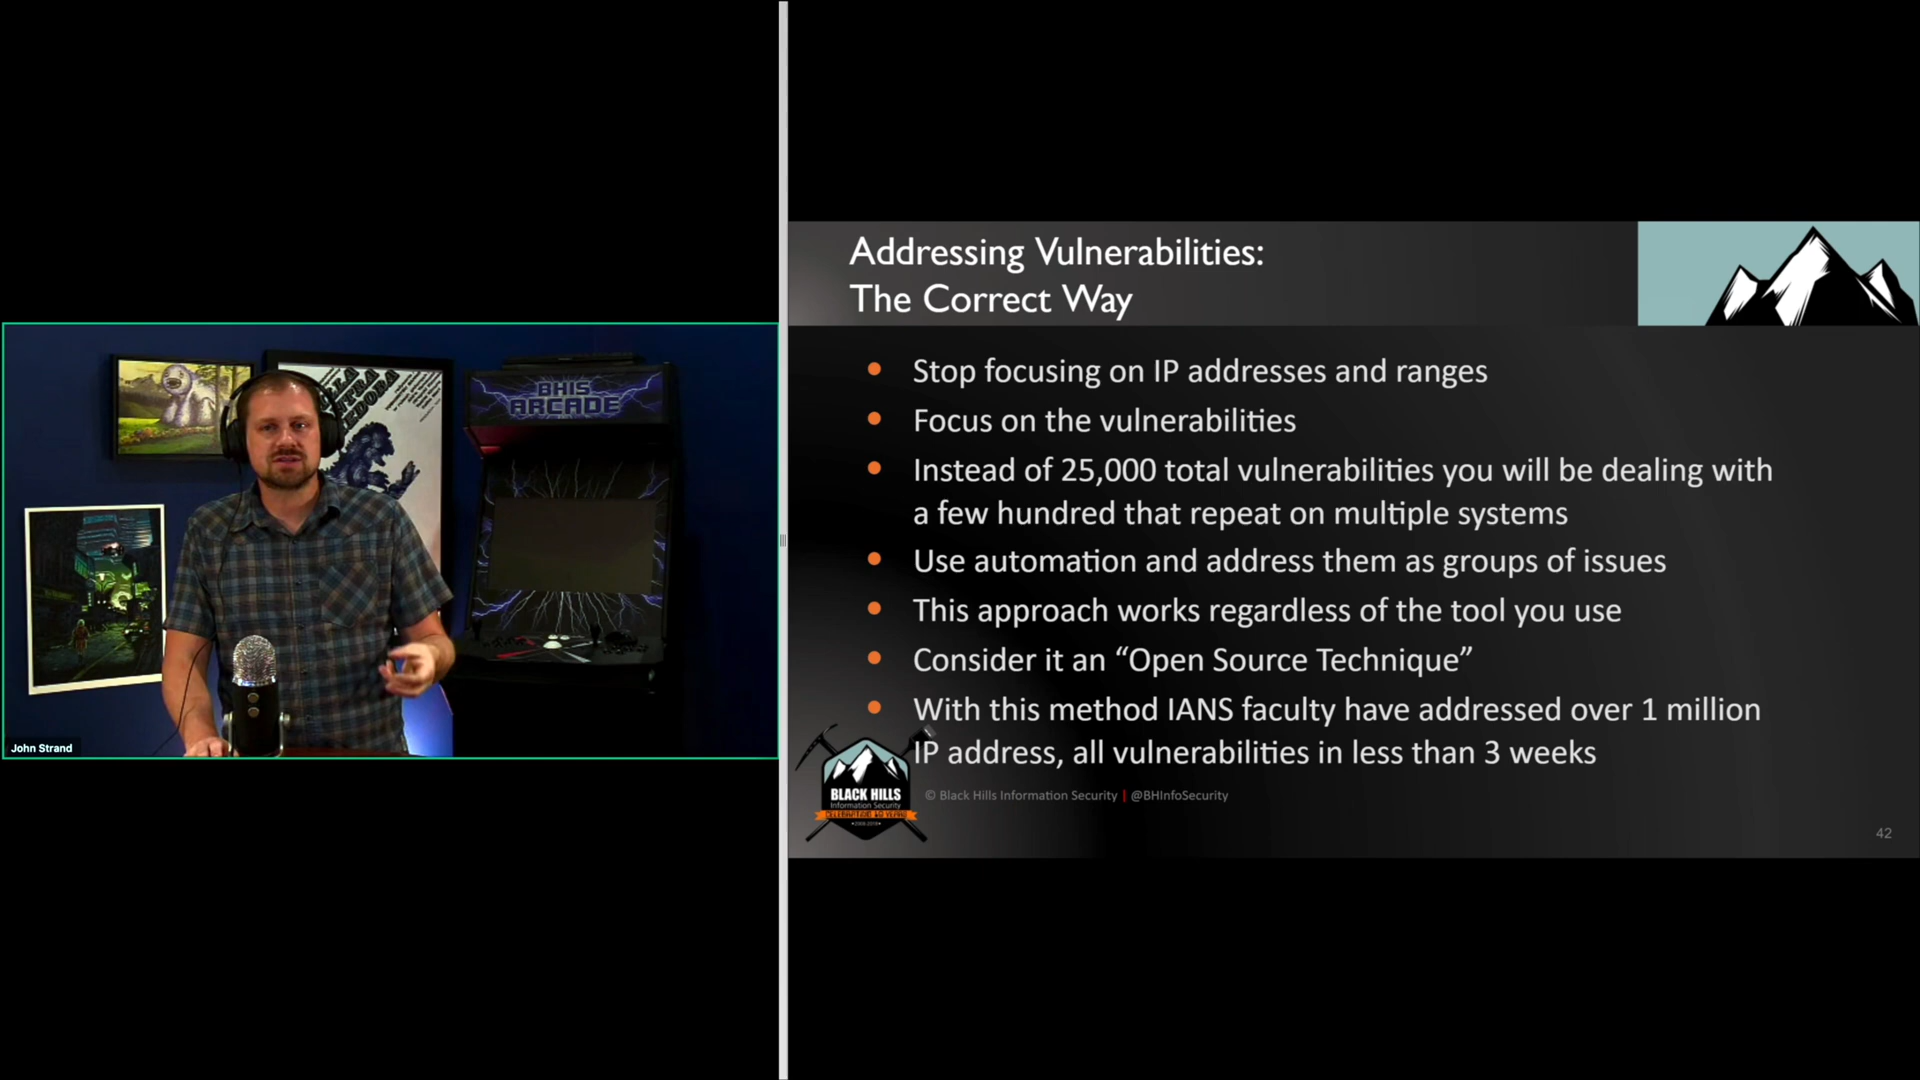 BHIS
ARCADE
John Strand
Addressing Vulnerabilities:
The Correct Way
Stop focusing on IP addresses and ranges
Focus on the vulnerabilities
Instead of 25,000 total vulnerabilities you will be dealing with
a few hundred that repeat on multiple systems
Use automation and address them as groups of issues
This approach works regardless of the tool you use
Consider it an “Open Source Technique”
With this method IANS faculty have addressed over 1 million
IP address, all vulnerabilities in less than 3 weeks
BLACK HILLS
Information Security
© Black Hills Information Security | @BHInfoSecurity
42